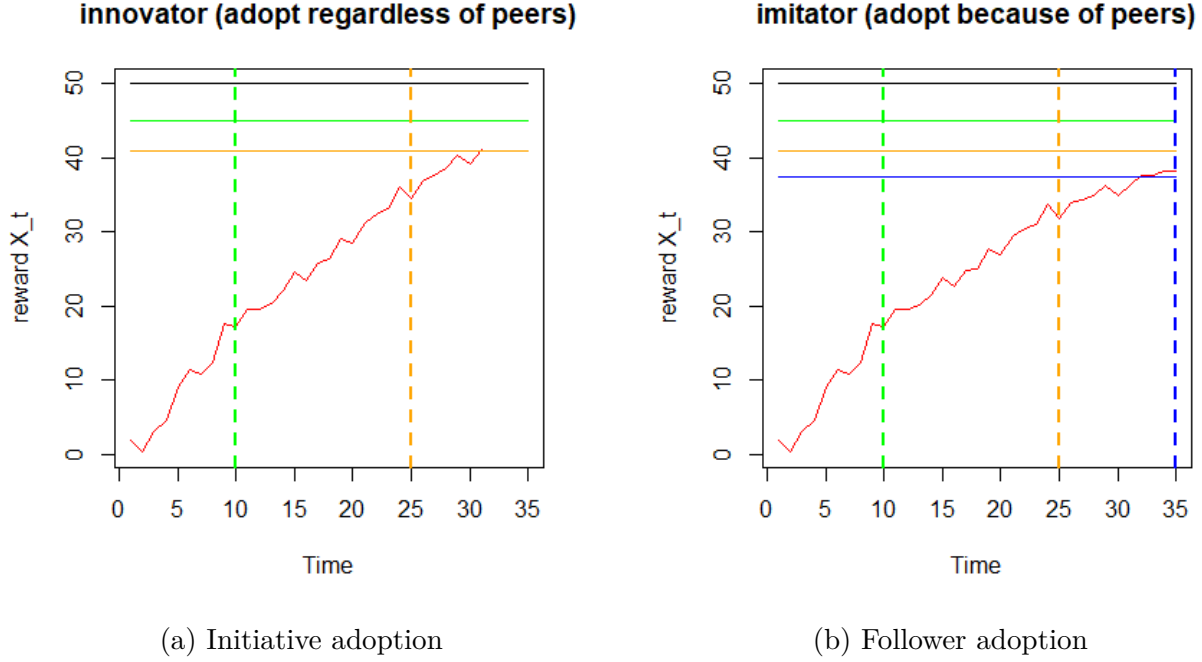 innovator (adopt regardless of peers)
reward X_t
50
40
30
20
10
0
0 5 10 15 20 25 30 35
Time
(a) Initiative adoption
imitator (adopt because of peers)
reward X_t
50
40
30
20
10
0
0 5 10 15 20 25 30 35
Time
(b) Follower adoption